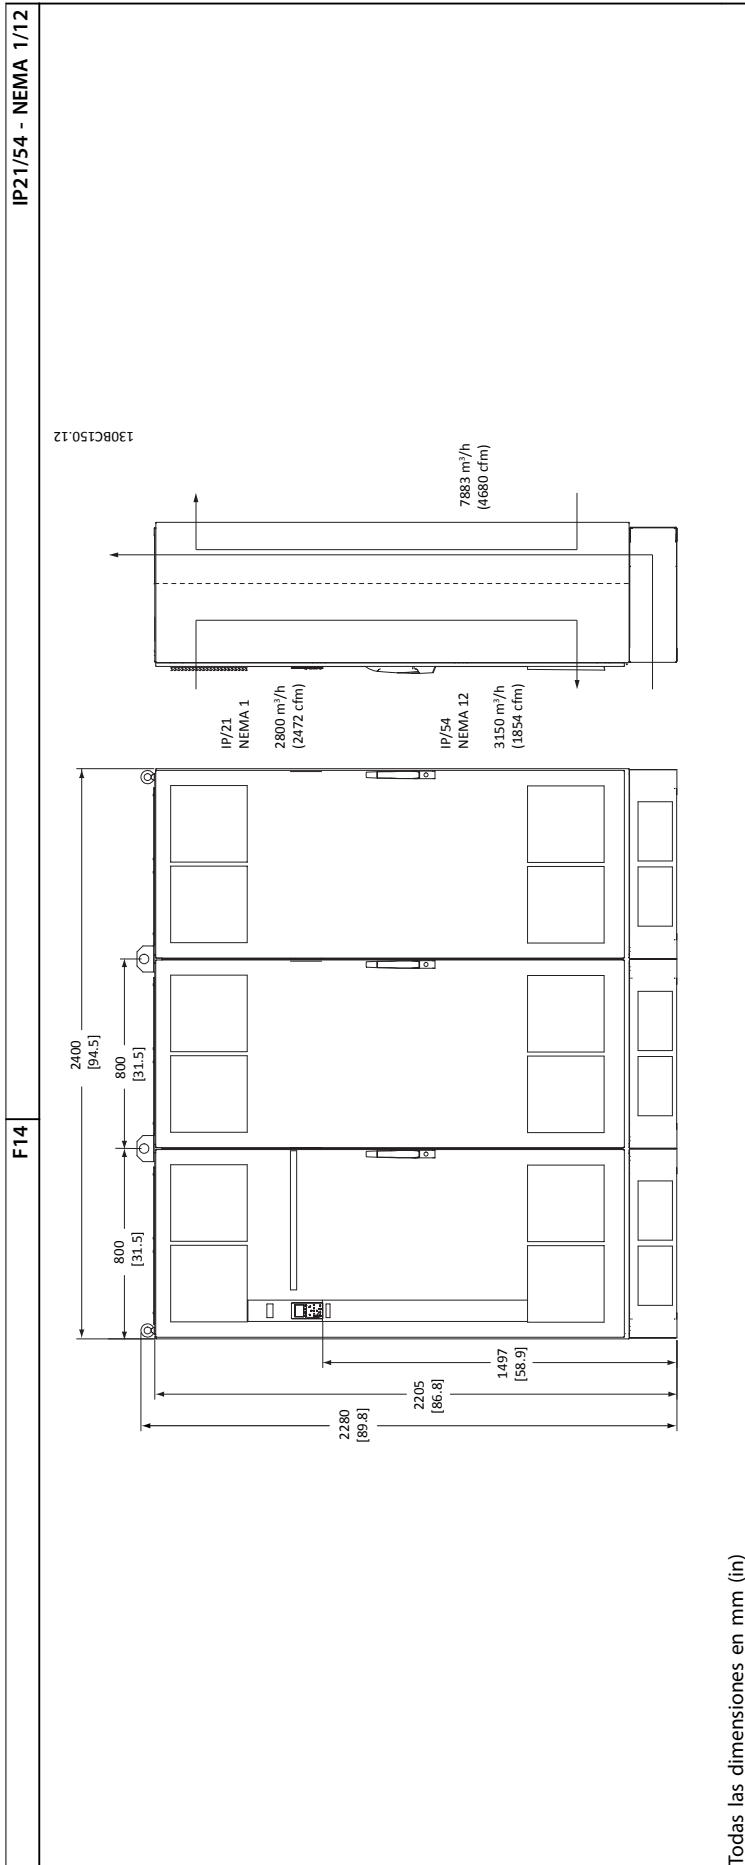 F14
IP21/54 - NEMA 1/12
130BC150.12
2400
[94.5]
800
[31.5]
800
[31.5]
2280
[89.8]
2205
[86.8]
1497
[58.9]
IP/21
NEMA 1
2800 m³/h
(2472 cfm)
IP/54
NEMA 12
3150 m³/h
(1854 cfm)
7883 m³/h
(4680 cfm)
Todas las dimensiones en mm (in)